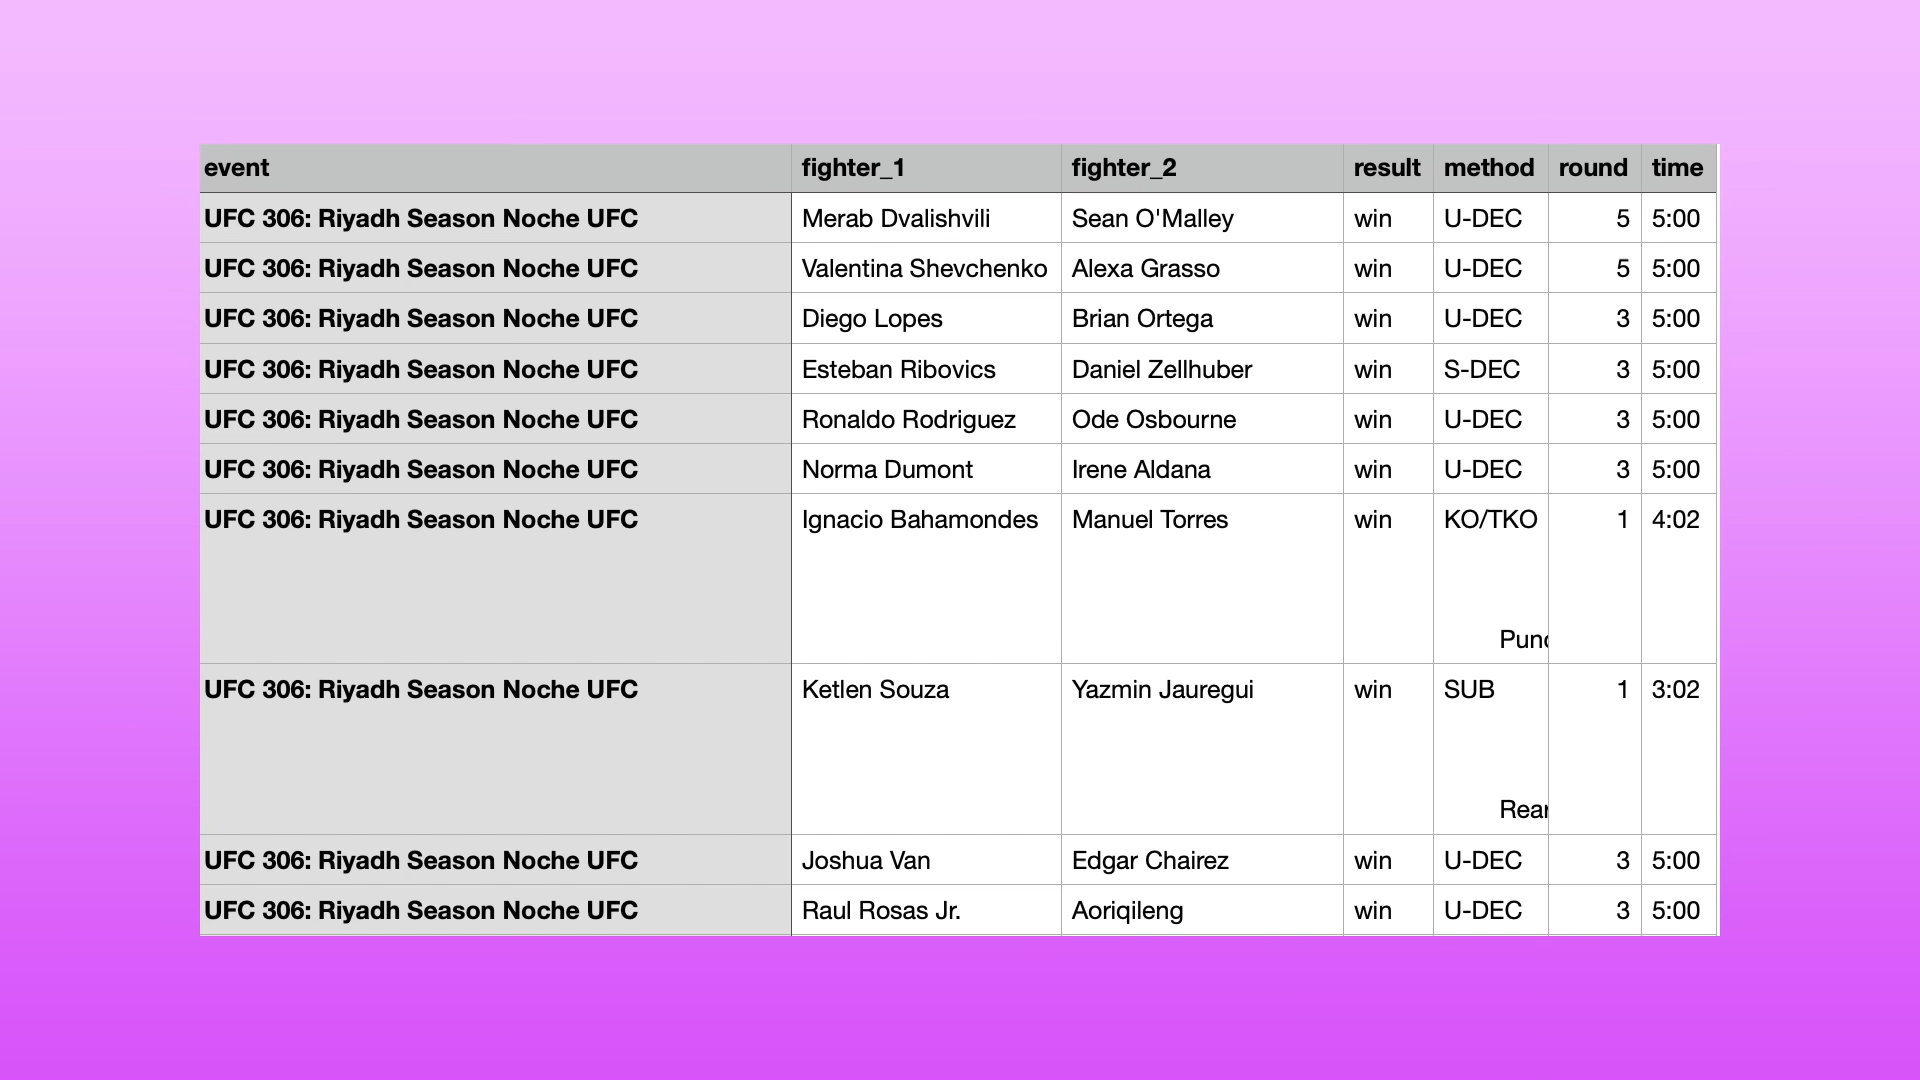 event fighter_1 fighter_2 result method round time
UFC 306: Riyadh Season Noche UFC Merab Dvalishvili Sean O'Malley win U-DEC 5 5:00
UFC 306: Riyadh Season Noche UFC Valentina Shevchenko Alexa Grasso win U-DEC 5 5:00
UFC 306: Riyadh Season Noche UFC Diego Lopes Brian Ortega win U-DEC 3 5:00
UFC 306: Riyadh Season Noche UFC Esteban Ribovics Daniel Zellhuber win S-DEC 3 5:00
UFC 306: Riyadh Season Noche UFC Ronaldo Rodriguez Ode Osbourne win U-DEC 3 5:00
UFC 306: Riyadh Season Noche UFC Norma Dumont Irene Aldana win U-DEC 3 5:00
UFC 306: Riyadh Season Noche UFC Ignacio Bahamondes Manuel Torres win KO/TKO 1 4:02
UFC 306: Riyadh Season Noche UFC Ketlen Souza Yazmin Jauregui win SUB 1 3:02
Rear
UFC 306: Riyadh Season Noche UFC Joshua Van Edgar Chairez win U-DEC 3 5:00
UFC 306: Riyadh Season Noche UFC Raul Rosas Jr. Aoriqileng win U-DEC 3 5:00